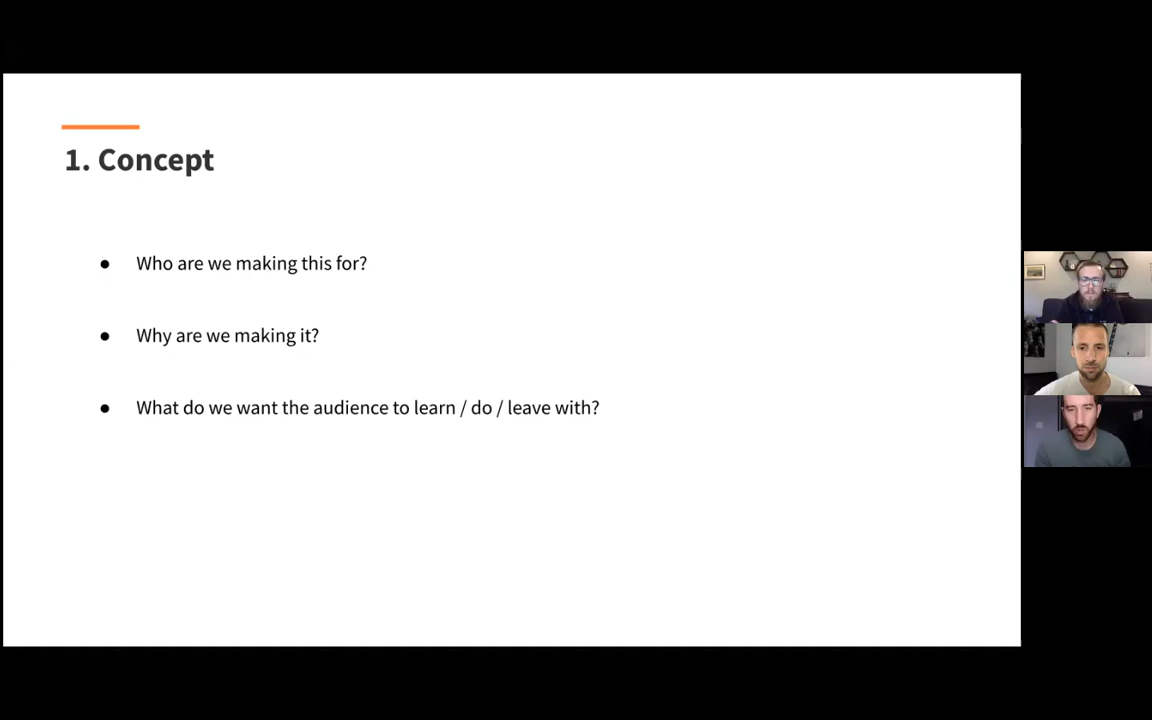 1. Concept
● Who are we making this for?
● Why are we making it?
● What do we want the audience to learn / do / leave with?